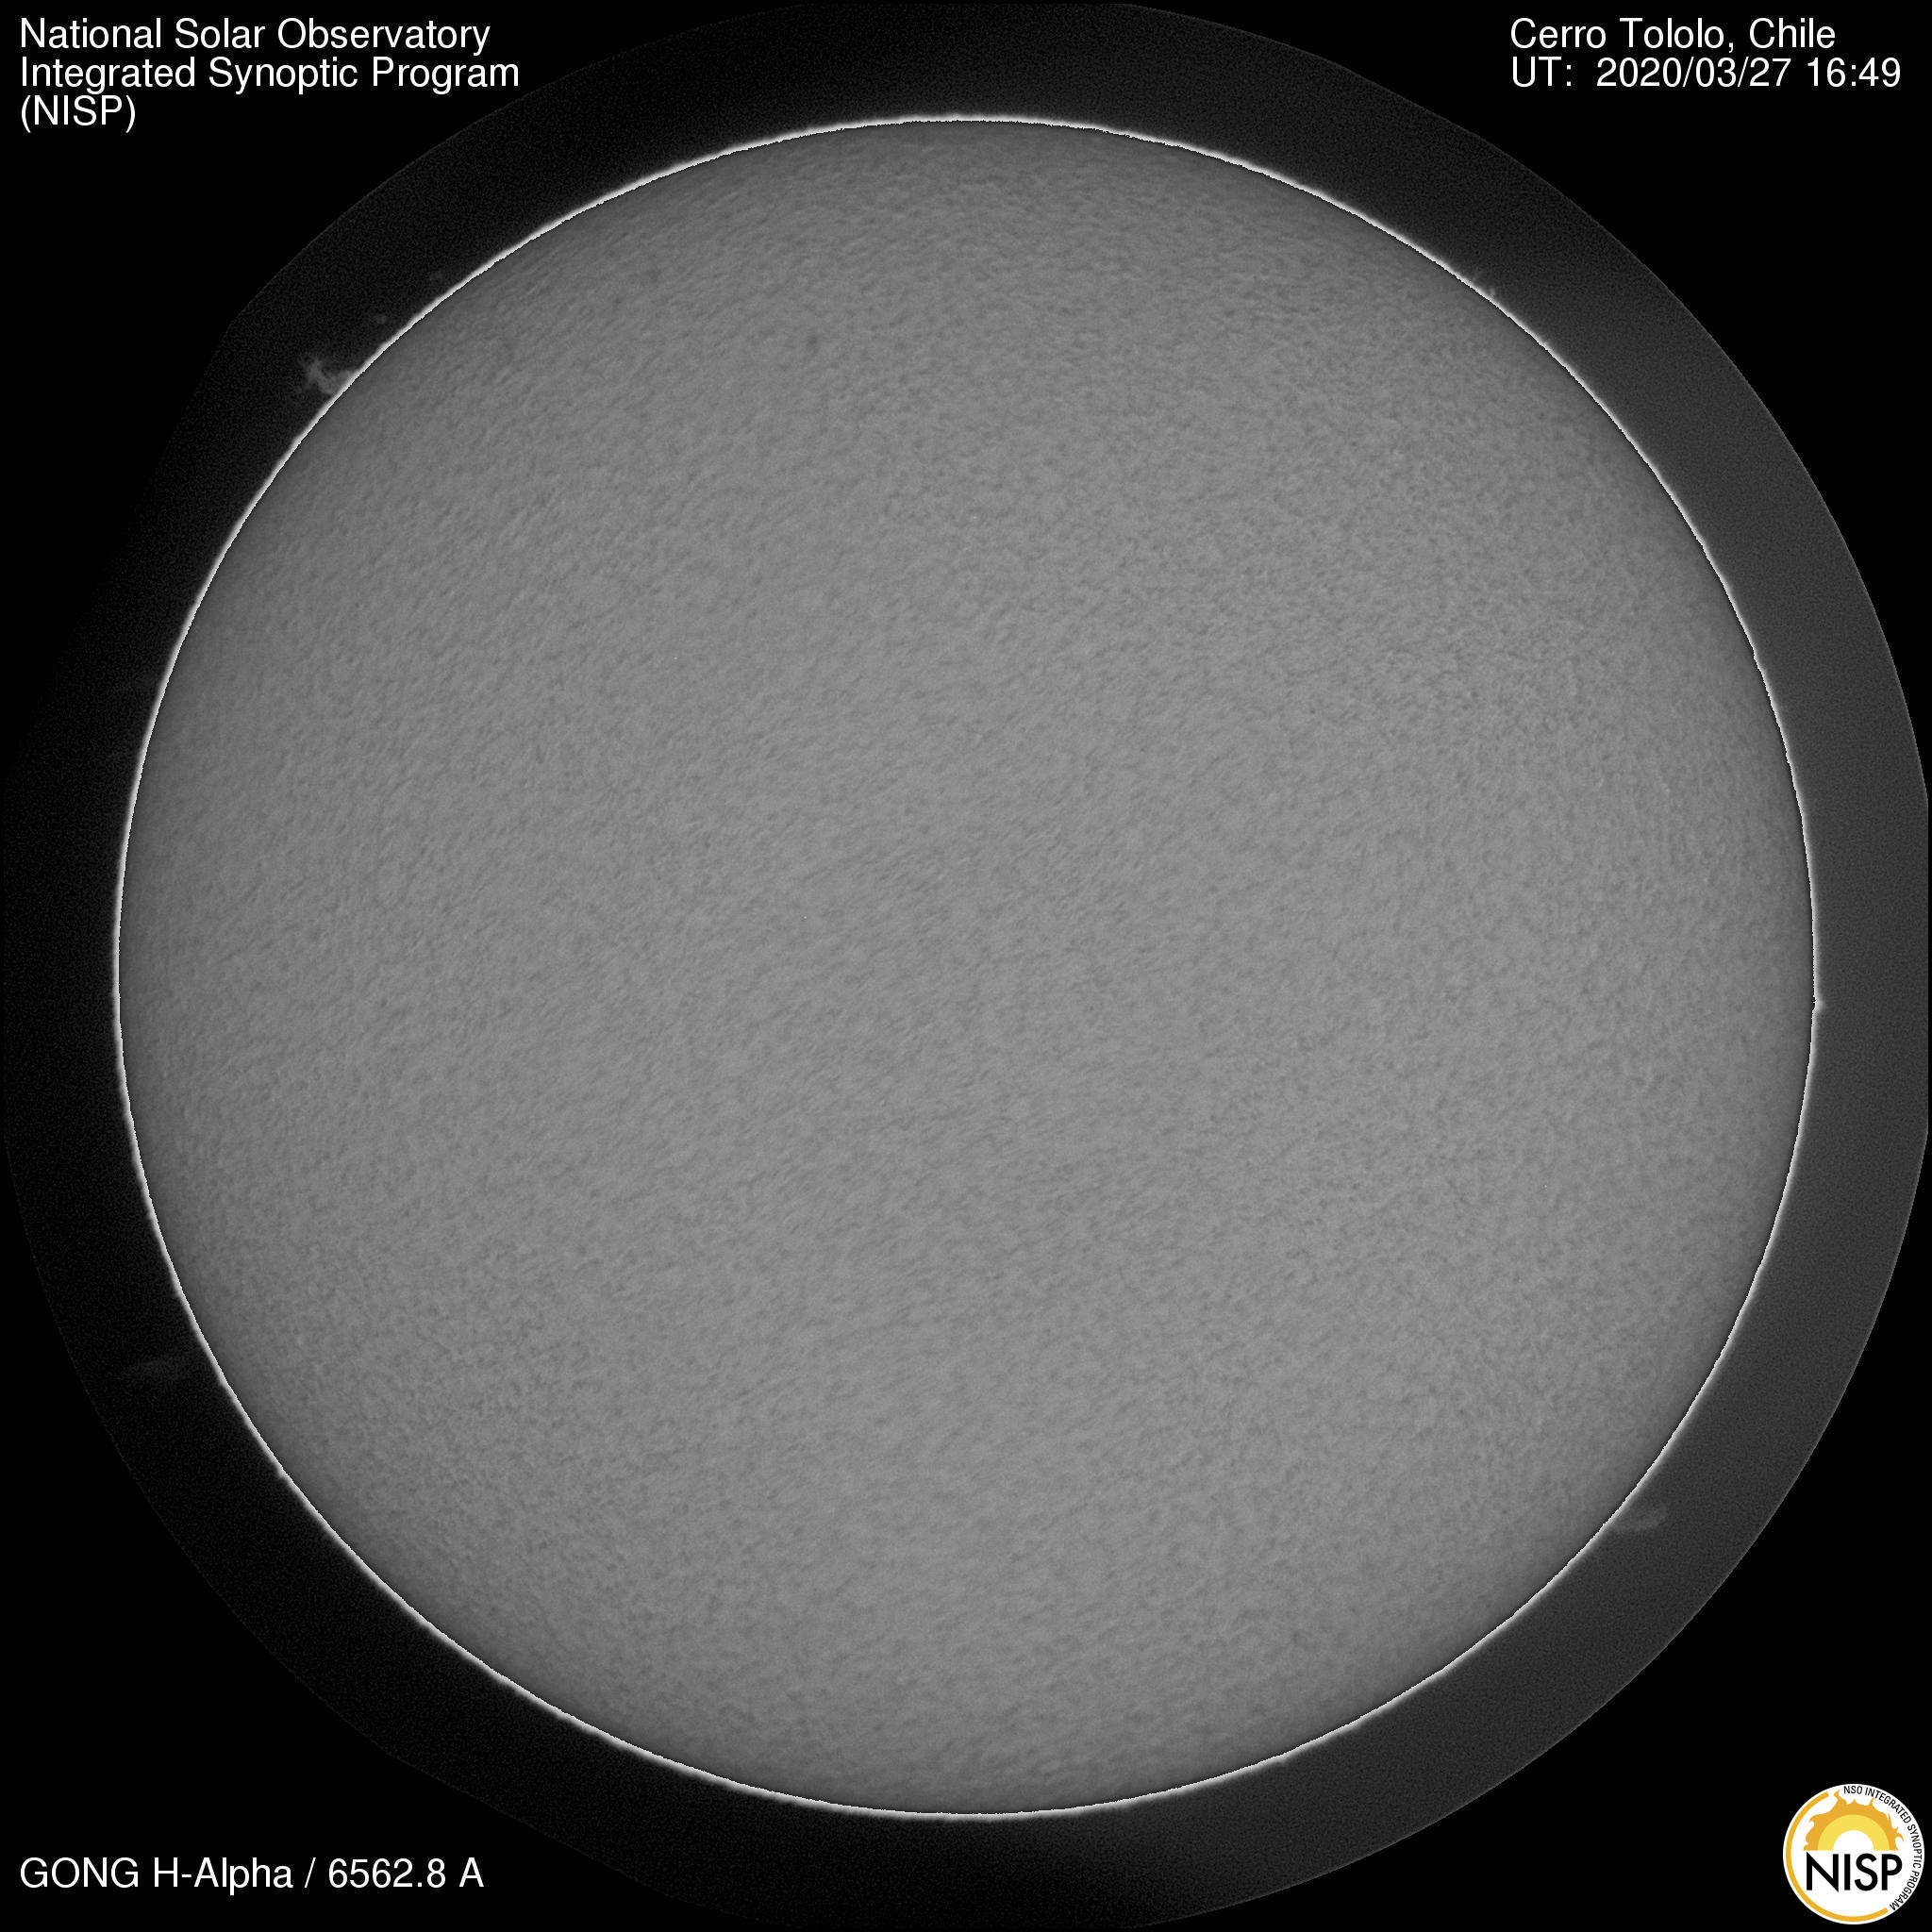 National Solar Observatory
Integrated Synoptic Program
(NISP)
Cerro Tololo, Chile
UT:  2020/03/27 16:49
GONG H-Alpha / 6562.8 A
NSO INTEGRATED SYNOPTIC PROGRAM
NISP